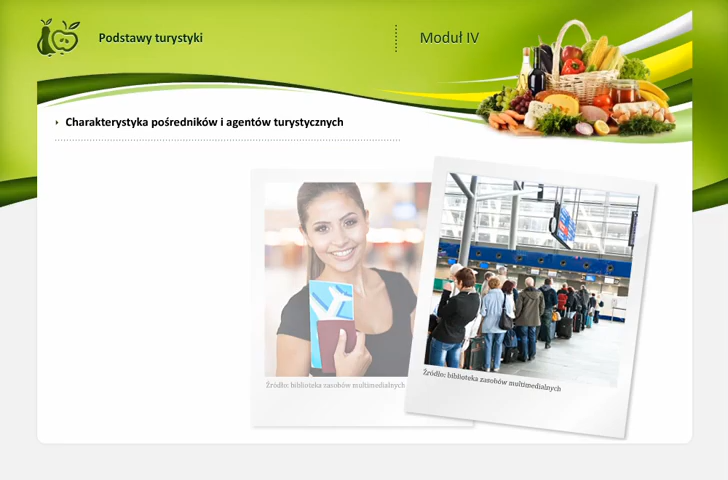 Podstawy turystyki
Moduł IV
Charakterystyka pośredników i agentów turystycznych
Źródło: biblioteka zasobów multimedialnych
Źródło: biblioteka zasobów multimedialnych